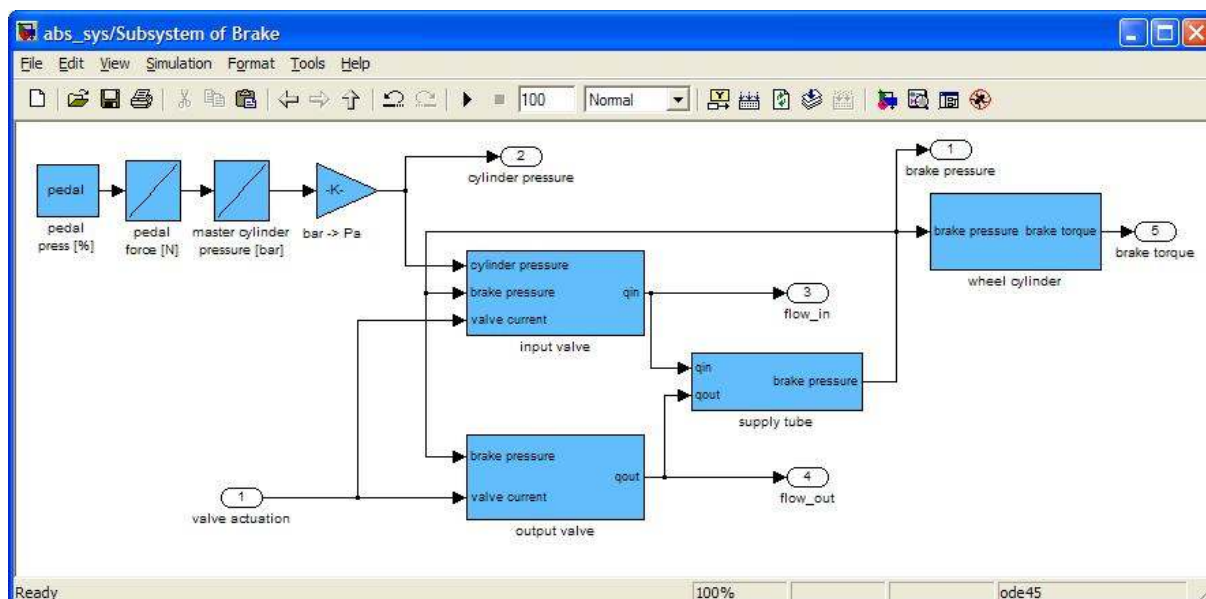 abs_sys/Subsystem of Brake
File Edit View Simulation Format Tools Help
100 Normal
2
cylinder pressure
1
brake pressure
pedal
-K-
pedal
press [%]
pedal
force [N]
master cylinder
pressure [bar]
bar -> Pa
brake pressure brake torque
5
brake torque
wheel cylinder
cylinder pressure
brake pressure
valve current
qin
input valve
3
flow_in
qin
qout
brake pressure
supply tube
brake pressure
valve current
qout
output valve
4
flow_out
1
valve actuation
Ready 100% ode45